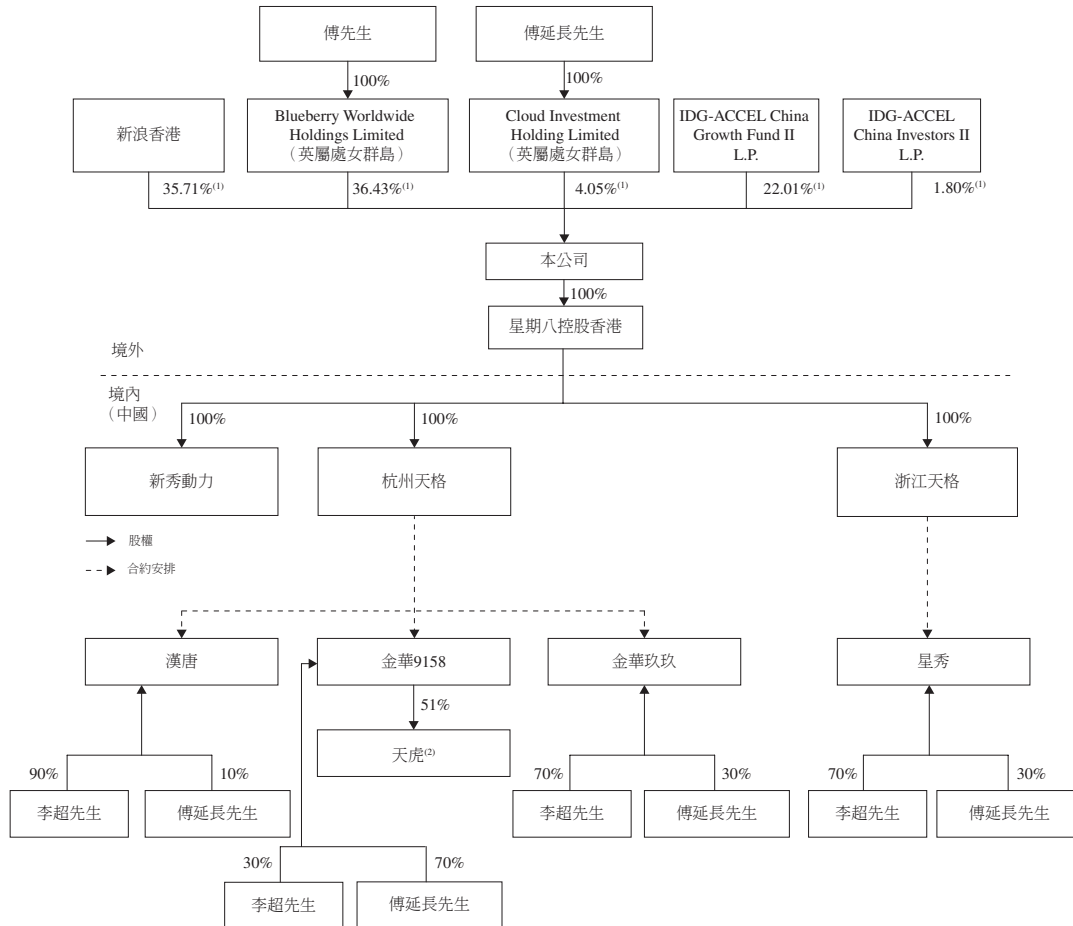 傅先生
傅延長先生
100%
100%
新浪香港
Blueberry Worldwide
Holdings Limited
（英屬處女群島）
Cloud Investment
Holding Limited
（英屬處女群島）
IDG-ACCEL China
Growth Fund II
L.P.
IDG-ACCEL
China Investors II
L.P.
35.71%(1)
36.43%(1)
4.05%(1)
22.01%(1)
1.80%(1)
本公司
100%
星期八控股香港
境外
境內
（中國）
100%
100%
100%
新秀動力
杭州天格
浙江天格
股權
合約安排
漢唐
金華9158
金華玖玖
星秀
51%
天虎(2)
90%
10%
70%
30%
70%
30%
李超先生
傅延長先生
李超先生
傅延長先生
李超先生
傅延長先生
30%
70%
李超先生
傅延長先生